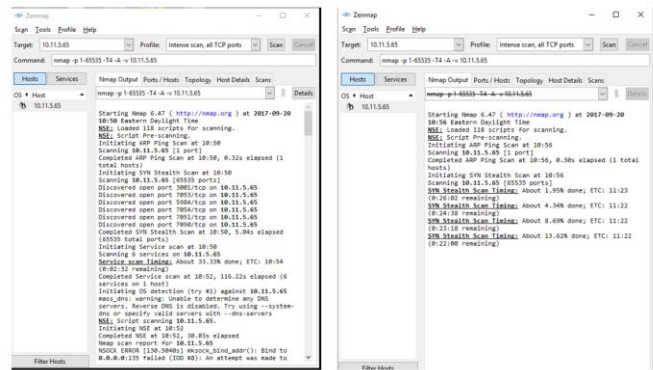 Zenmap
Scan Tools Profile Help
Target: 10.11.5.65 Profile: Intense scan, all TCP ports Scan Cancel
Command: nmap -p 1-65535 -T4 -A -v 10.11.5.65
Hosts Services
Nmap Output Ports / Hosts Topology Host Details Scans
OS Host
nmap -p 1-65535 -T4 -A -v 10.11.5.65 Details
10.11.5.65
Starting Nmap 6.47 ( http://nmap.org ) at 2017-09-20
10:50 Eastern Daylight Time
NSE: Loaded 118 scripts for scanning.
NSE: Script Pre-scanning.
Initiating ARP Ping Scan at 10:50
Scanning 10.11.5.65 [1 port]
Completed ARP Ping Scan at 10:50, 0.32s elapsed (1
total hosts)
Initiating SYN Stealth Scan at 10:50
Scanning 10.11.5.65 [65535 ports]
Discovered open port 3001/tcp on 10.11.5.65
Discovered open port 7053/tcp on 10.11.5.65
Discovered open port 5984/tcp on 10.11.5.65
Discovered open port 7054/tcp on 10.11.5.65
Discovered open port 7051/tcp on 10.11.5.65
Discovered open port 7050/tcp on 10.11.5.65
Completed SYN Stealth Scan at 10:50, 5.04s elapsed
(65535 total ports)
Initiating Service scan at 10:50
Scanning 6 services on 10.11.5.65
Service scan Timing: About 33.33% done; ETC: 10:54
(0:02:32 remaining)
Completed Service scan at 10:52, 116.22s elapsed (6
services on 1 host)
Initiating OS detection (try #1) against 10.11.5.65
mass_dns: warning: Unable to determine any DNS
servers. Reverse DNS is disabled. Try using --system-
dns or specify valid servers with --dns-servers
NSE: Script scanning 10.11.5.65.
Initiating NSE at 10:52
Completed NSE at 10:52, 30.03s elapsed
Nmap scan report for 10.11.5.65
NSOCK ERROR [130.5040s] mksock_bind_addr(): Bind to
0.0.0.0:135 failed (IOD #8): An attempt was made to
Filter Hosts
Zenmap
Scan Tools Profile Help
Target: 10.11.5.65 Profile: Intense scan, all TCP ports Scan Cancel
Command: nmap -p 1-65535 -T4 -A -v 10.11.5.65
Hosts Services
Nmap Output Ports / Hosts Topology Host Details Scans
OS Host
nmap -p 1-65535 -T4 -A -v 10.11.5.65 Details
10.11.5.65
Starting Nmap 6.47 ( http://nmap.org ) at 2017-09-20
10:56 Eastern Daylight Time
NSE: Loaded 118 scripts for scanning.
NSE: Script Pre-scanning.
Initiating ARP Ping Scan at 10:56
Scanning 10.11.5.65 [1 port]
Completed ARP Ping Scan at 10:56, 0.30s elapsed (1 total
hosts)
Initiating SYN Stealth Scan at 10:56
Scanning 10.11.5.65 [65535 ports]
SYN Stealth Scan Timing: About 1.95% done; ETC: 11:23
(0:26:02 remaining)
SYN Stealth Scan Timing: About 4.34% done; ETC: 11:22
(0:24:38 remaining)
SYN Stealth Scan Timing: About 8.69% done; ETC: 11:22
(0:23:18 remaining)
SYN Stealth Scan Timing: About 13.62% done; ETC: 11:22
(0:22:00 remaining)
Filter Hosts